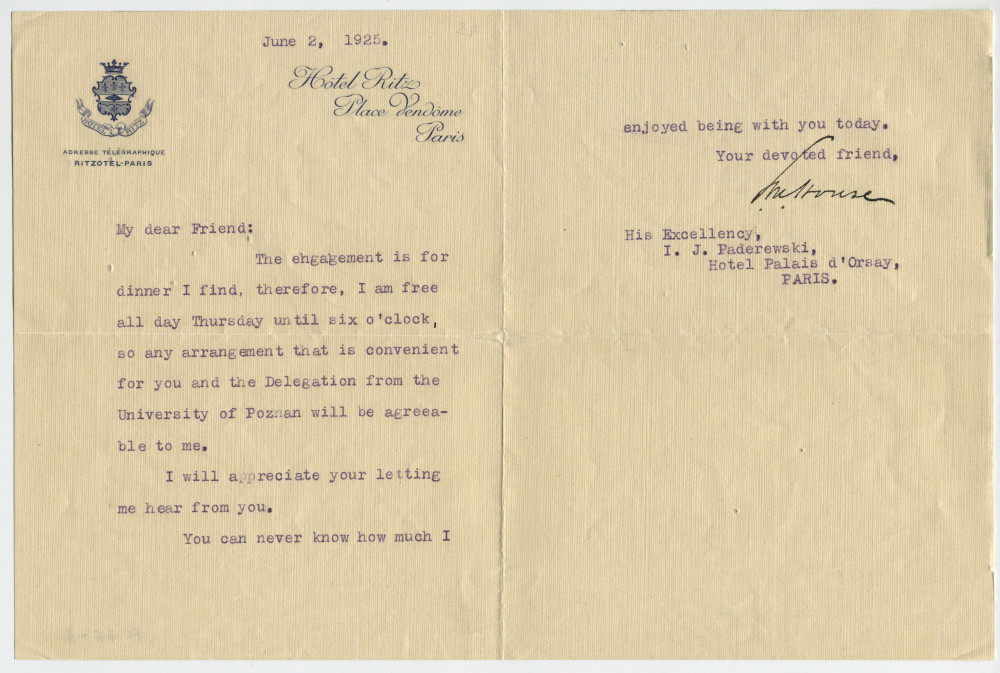 June 2, 1925.
Hôtel Ritz
Place Vendôme
Paris
HOTEL RITZ
ADRESSE TÉLÉGRAPHIQUE
RITZOTEL-PARIS
My dear Friend:
The ehgagement is for
dinner I find, therefore, I am free
all day Thursday until six o'clock,
so any arrangement that is convenient
for you and the Delegation from the
University of Poznan will be agreea-
ble to me.
I will appreciate your letting
me hear from you.
You can never know how much I
enjoyed being with you today.
Your devoted friend,
His Excellency,
I. J. Paderewski,
Hotel Palais d'Orsay,
PARIS.